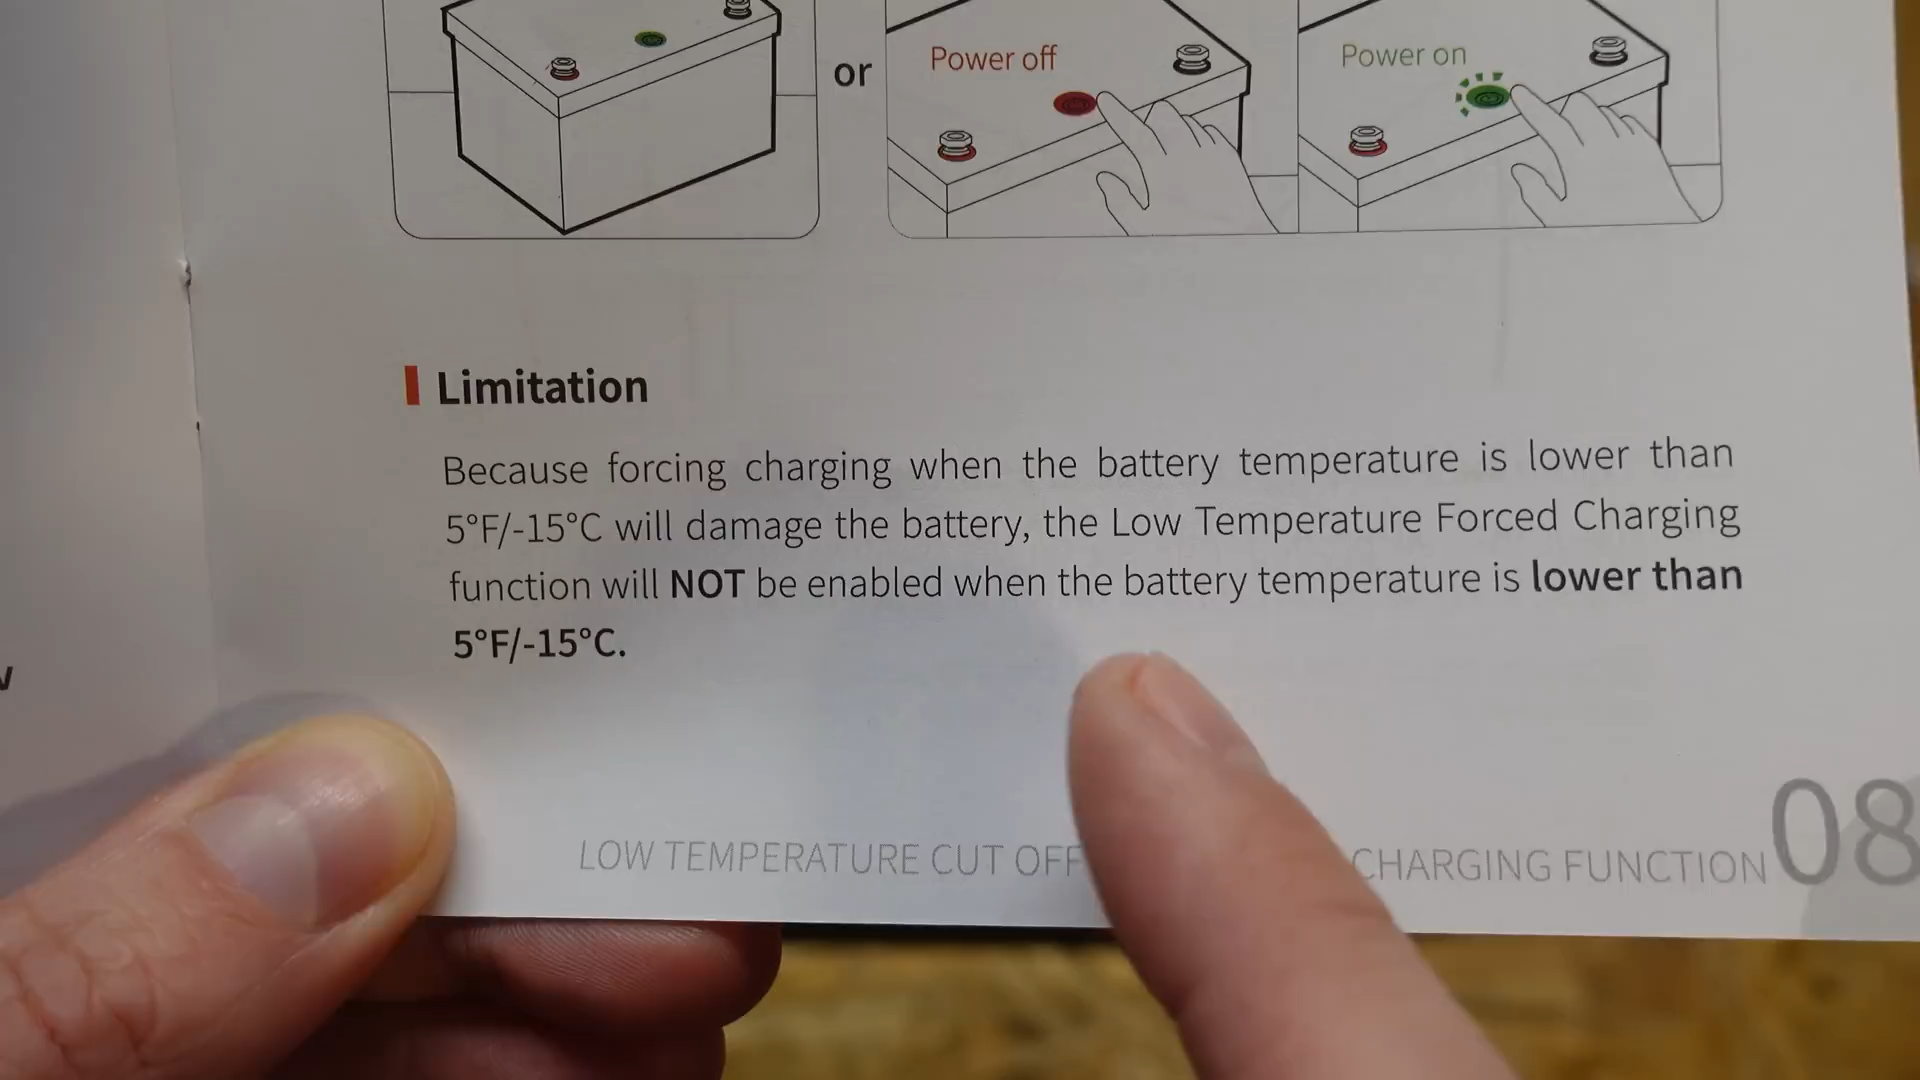 or
Power off
Power on
Limitation
Because forcing charging when the battery temperature is lower than
5°F/-15°C will damage the battery, the Low Temperature Forced Charging
function will NOT be enabled when the battery temperature is lower than
5°F/-15°C.
LOW TEMPERATURE CUT OFF CHARGING FUNCTION
08